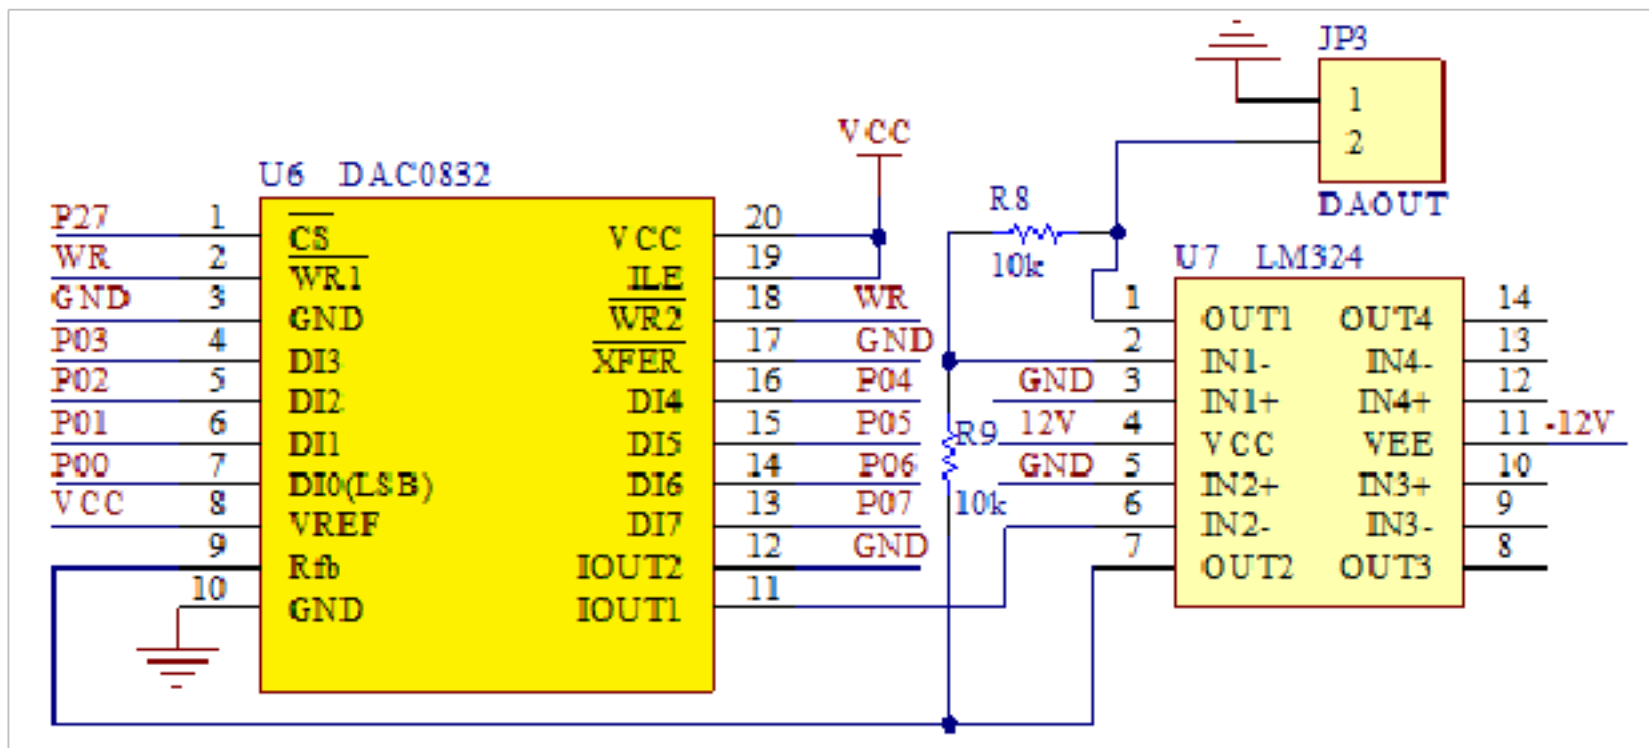 JP3
1
2
DAOUT
VCC
U6 DAC0832
P27 1 CS VCC 20
WR 2 WR1 ILE 19
GND 3 GND WR2 18 WR
P03 4 DI3 XFER 17 GND
P02 5 DI2 DI4 16 P04
P01 6 DI1 DI5 15 P05
P00 7 DI0(LSB) DI6 14 P06
VCC 8 VREF DI7 13 P07
9 Rfb IOUT2 12 GND
10 GND IOUT1 11
R8
10k
R9
10k
U7 LM324
1 OUT1 OUT4 14
2 IN1- IN4- 13
GND 3 IN1+ IN4+ 12
12V 4 VCC VEE 11 -12V
GND 5 IN2+ IN3+ 10
6 IN2- IN3- 9
7 OUT2 OUT3 8